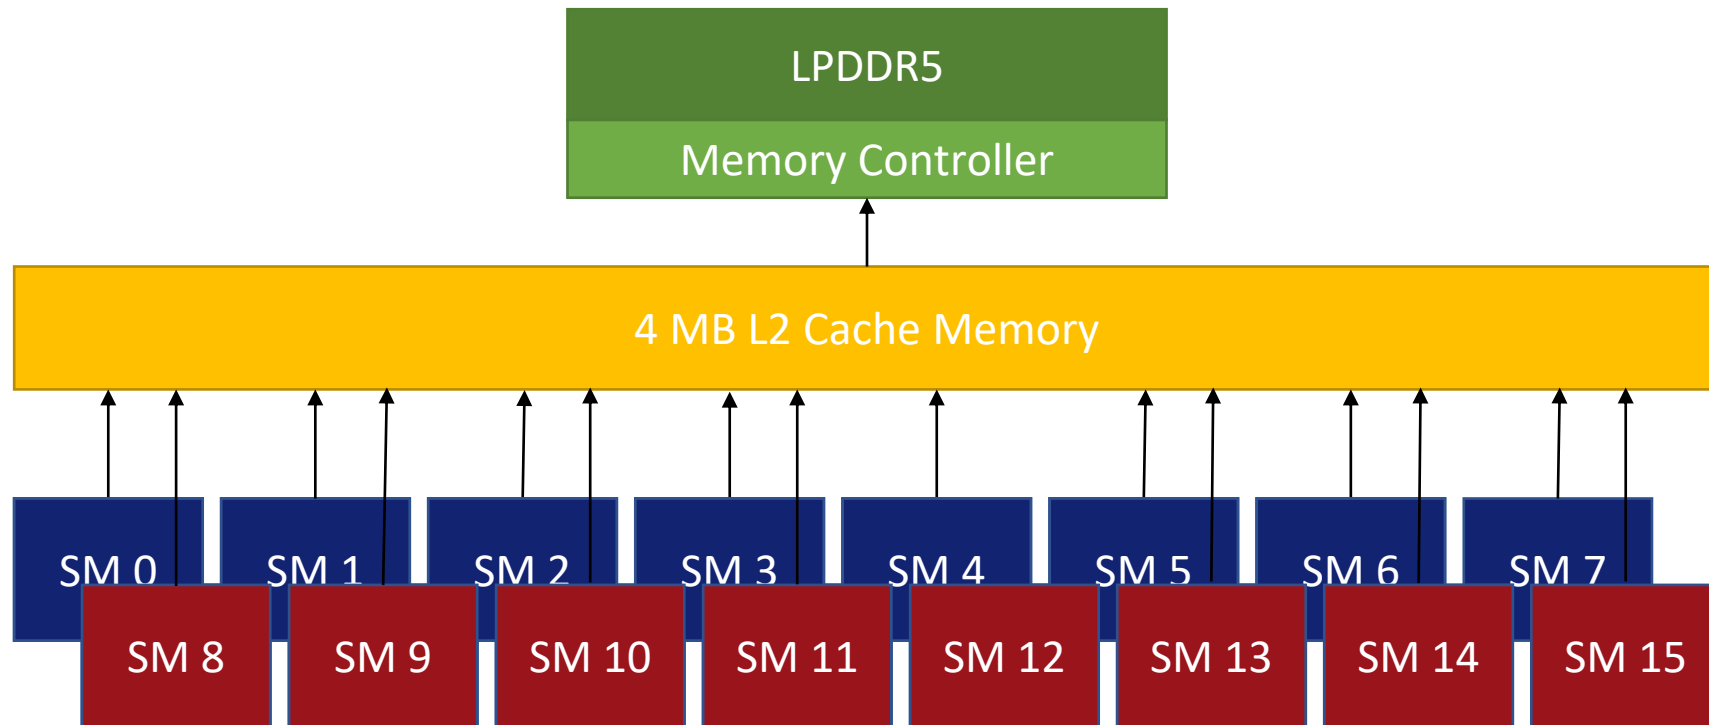 LPDDR5
Memory Controller
4 MB L2 Cache Memory
SM 0
SM 1
SM 2
SM 3
SM 4
SM 5
SM 6
SM 7
SM 8
SM 9
SM 10
SM 11
SM 12
SM 13
SM 14
SM 15